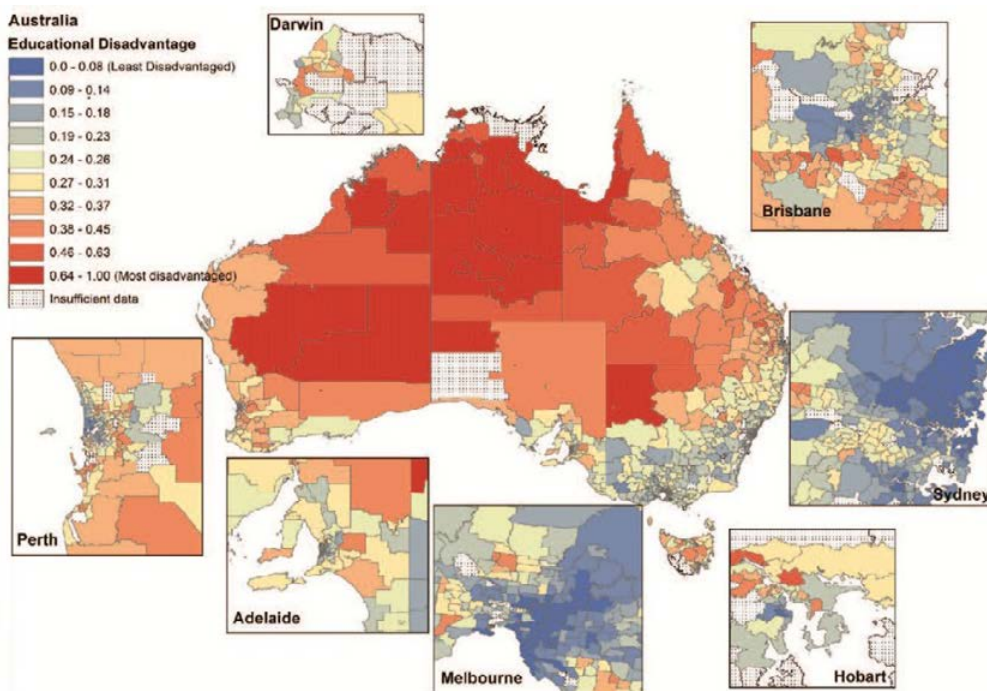 Australia
Educational Disadvantage
0.0 - 0.08 (Least Disadvantaged)
0.09 - 0.14
0.15 - 0.18
0.19 - 0.23
0.24 - 0.26
0.27 - 0.31
0.32 - 0.37
0.38 - 0.45
0.46 - 0.63
0.64 - 1.00 (Most disadvantaged)
Insufficient data
Darwin
Brisbane
Perth
Sydney
Adelaide
Melbourne
Hobart